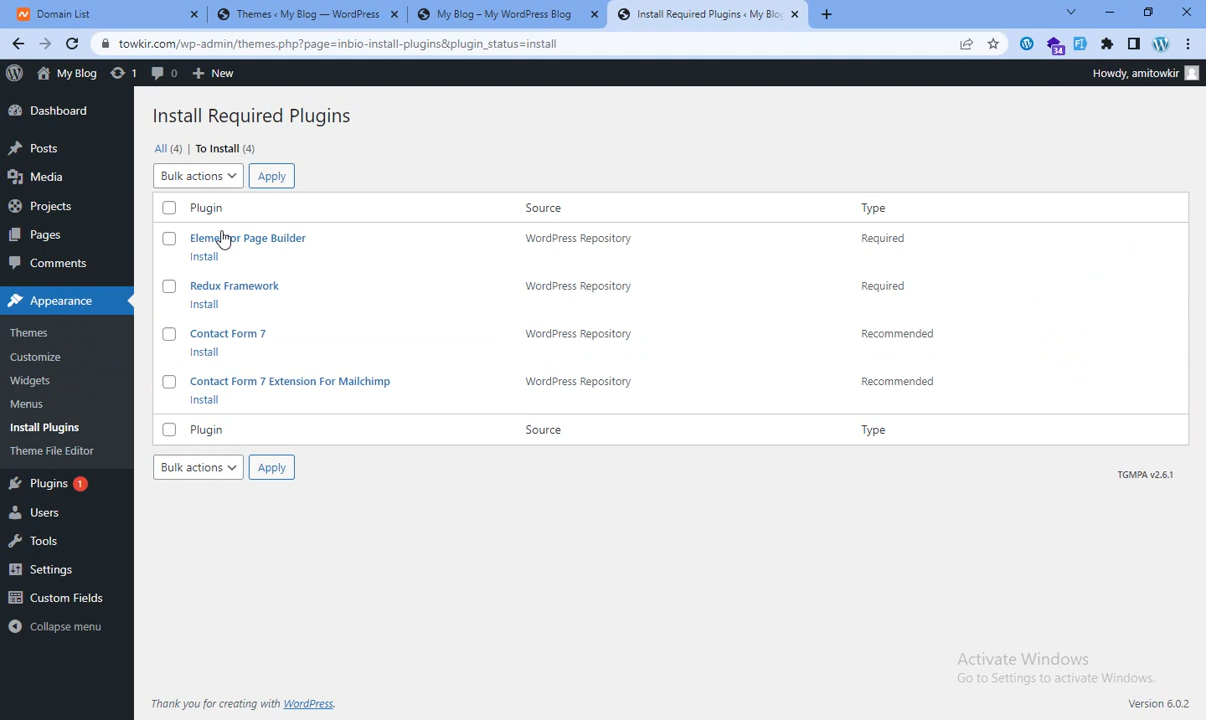 Domain List
Themes ‹ My Blog — WordPress
My Blog – My WordPress Blog
Install Required Plugins ‹ My Blog
towkir.com/wp-admin/themes.php?page=inbio-install-plugins&plugin_status=install
34
My Blog
1
0
New
Howdy, amitowkir
Dashboard
Posts
Media
Projects
Pages
Comments
Appearance
Themes
Customize
Widgets
Menus
Install Plugins
Theme File Editor
Plugins 1
Users
Tools
Settings
Custom Fields
Collapse menu
Install Required Plugins
All (4) | To Install (4)
Bulk actions Apply
Plugin Source Type
Elementor Page Builder WordPress Repository Required
Install
Redux Framework WordPress Repository Required
Install
Contact Form 7 WordPress Repository Recommended
Install
Contact Form 7 Extension For Mailchimp WordPress Repository Recommended
Install
Plugin Source Type
Bulk actions Apply
TGMPA v2.6.1
Activate Windows
Go to Settings to activate Windows.
Thank you for creating with WordPress.
Version 6.0.2